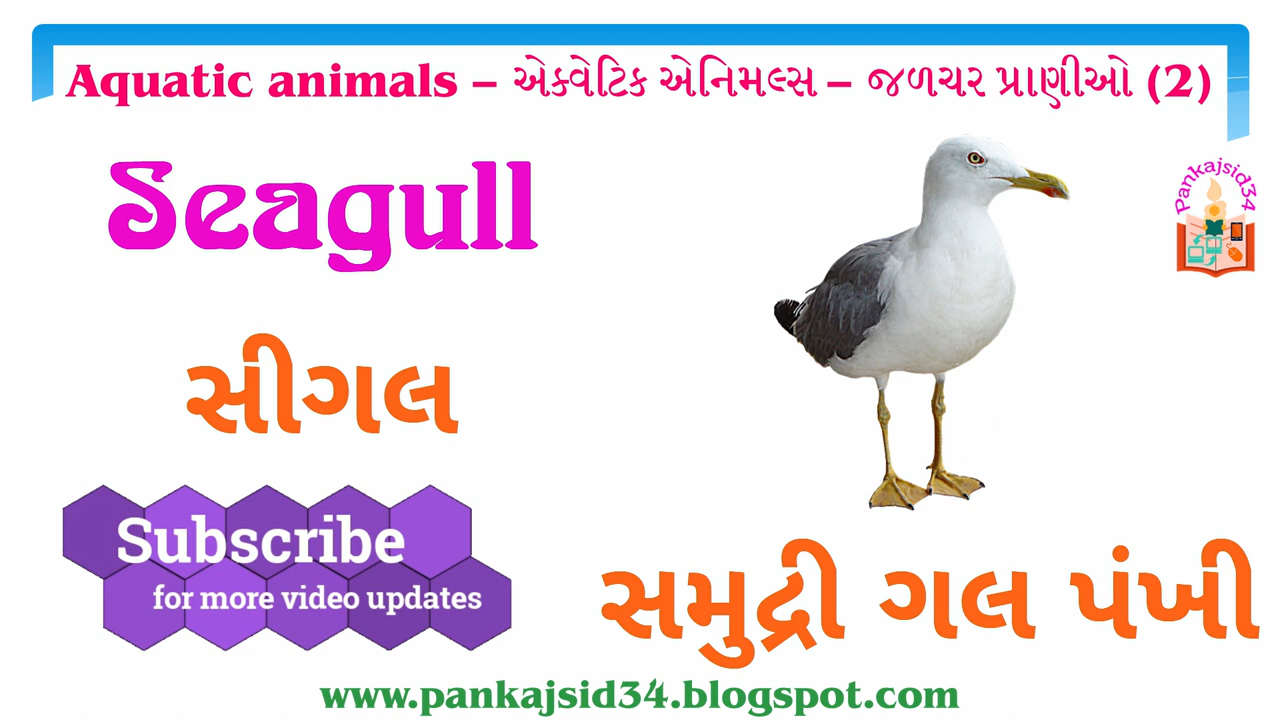 Aquatic animals – એક્વેટિક એનિમલ્સ – જળચર પ્રાણીઓ (2)
Pankajsid34
Seagull
સીગલ
Subscribe
for more video updates
સમુદ્રી ગલ પંખી
www.pankajsid34.blogspot.com